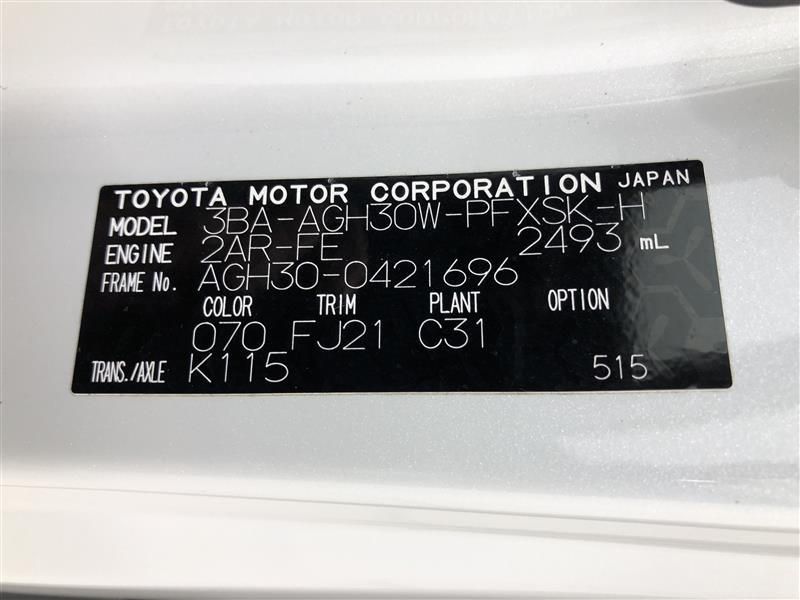 TOYOTA MOTOR CORPORATION JAPAN
MODEL 3BA-AGH30W-PFXSK-H
ENGINE 2AR-FE 2493 mL
FRAME No. AGH30-0421696
COLOR TRIM PLANT OPTION
070 FJ21 C31
TRANS./AXLE K115 515